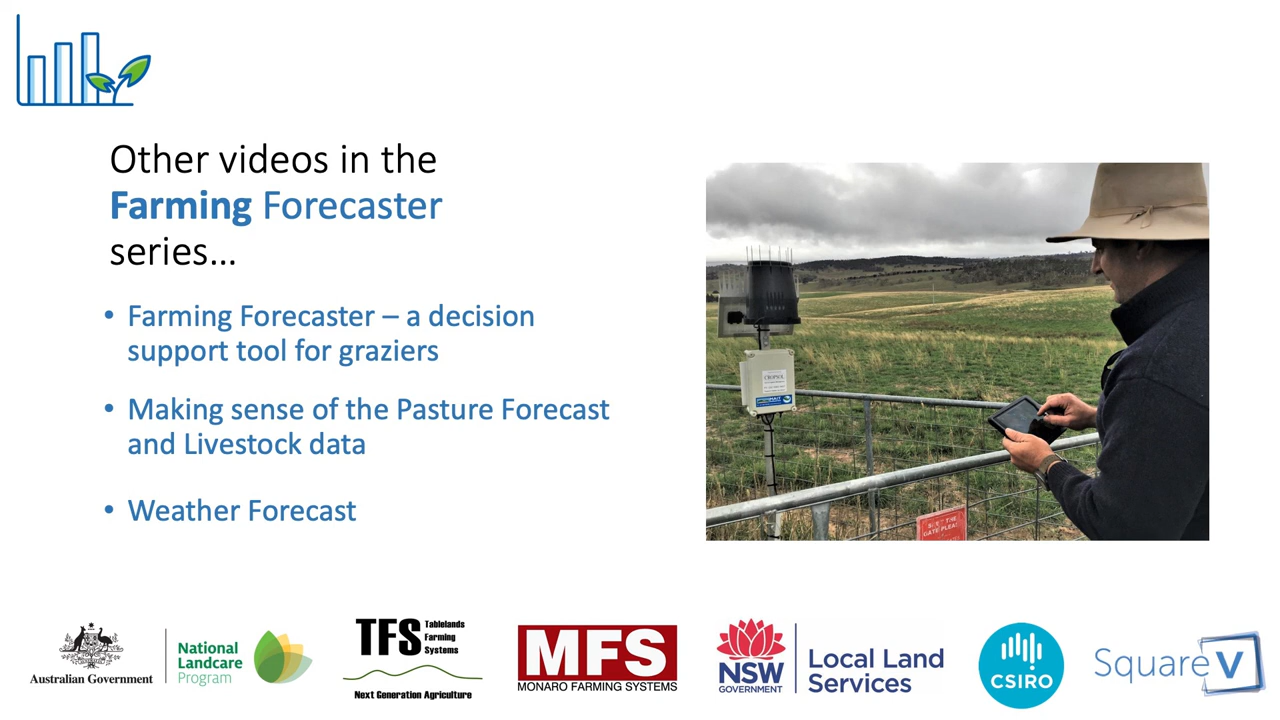 Other videos in the
Farming Forecaster
series...
• Farming Forecaster – a decision
support tool for graziers
• Making sense of the Pasture Forecast
and Livestock data
• Weather Forecast
Australian Government
National
Landcare
Program
TFS
Tablelands
Farming
Systems
Next Generation Agriculture
MFS
MONARO FARMING SYSTEMS
NSW
GOVERNMENT
Local Land
Services
CSIRO
Square V